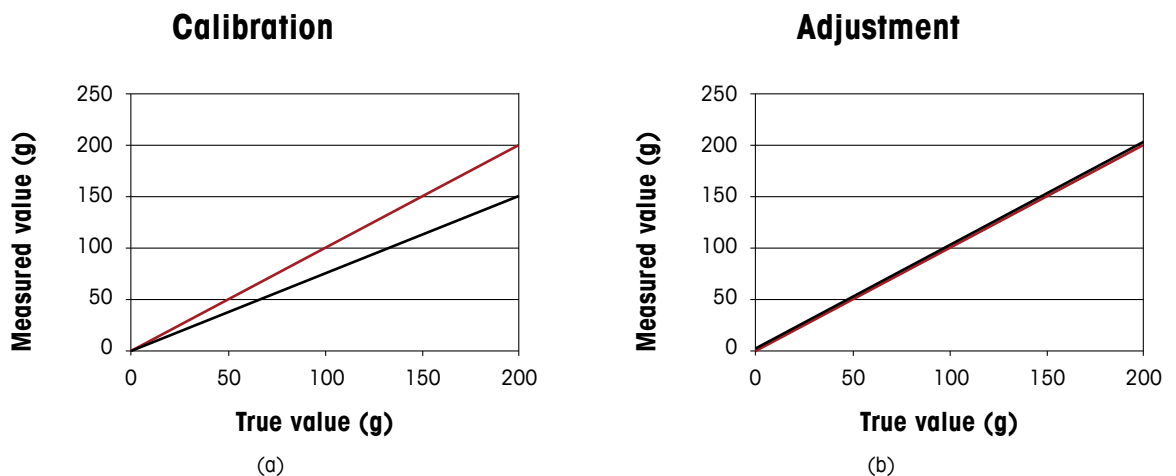 Calibration
Measured value (g)
250
200
150
100
50
0
0 50 100 150 200
True value (g)
(a)
Adjustment
Measured value (g)
250
200
150
100
50
0
0 50 100 150 200
True value (g)
(b)